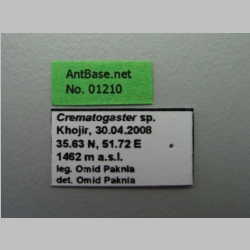 AntBase.net
No. 01210
Crematogaster sp.
Khojir, 30.04.2008
35.63 N, 51.72 E
1462 m a.s.l.
leg. Omid Paknia
det. Omid Paknia